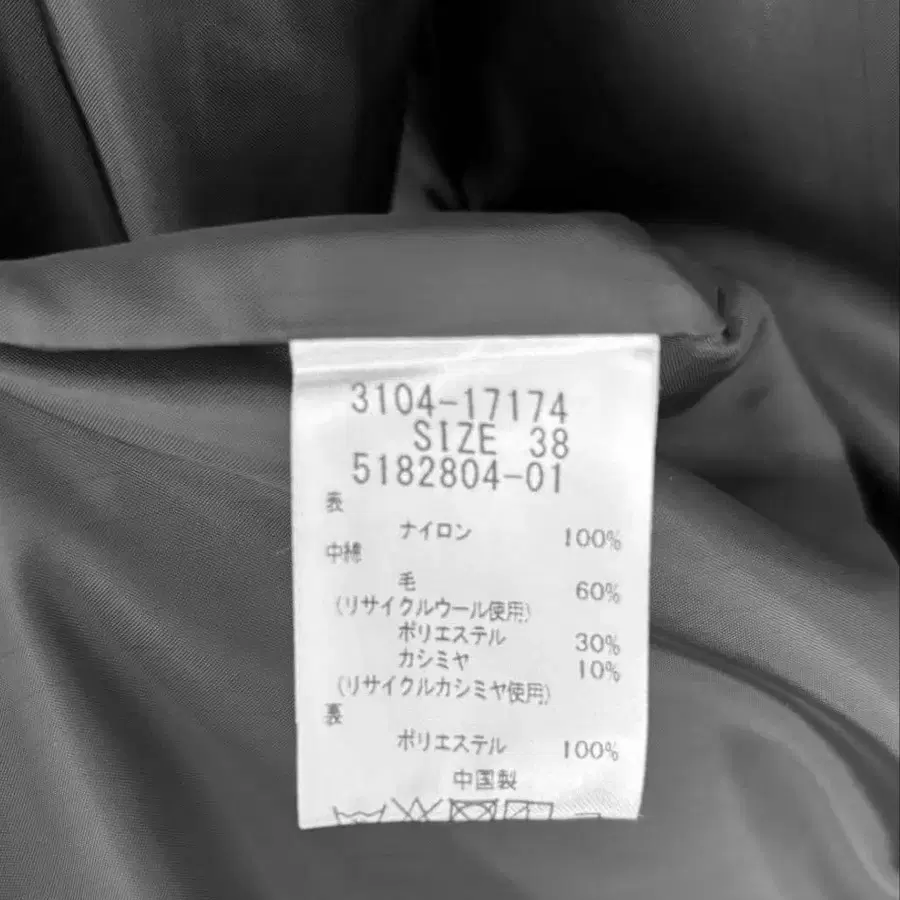 3104-17174
SIZE 38
5182804-01
表
ナイロン 100%
中綿
毛 60%
(リサイクルウール使用)
ポリエステル 30%
カシミヤ 10%
(リサイクルカシミヤ使用)
裏
ポリエステル 100%
中国製